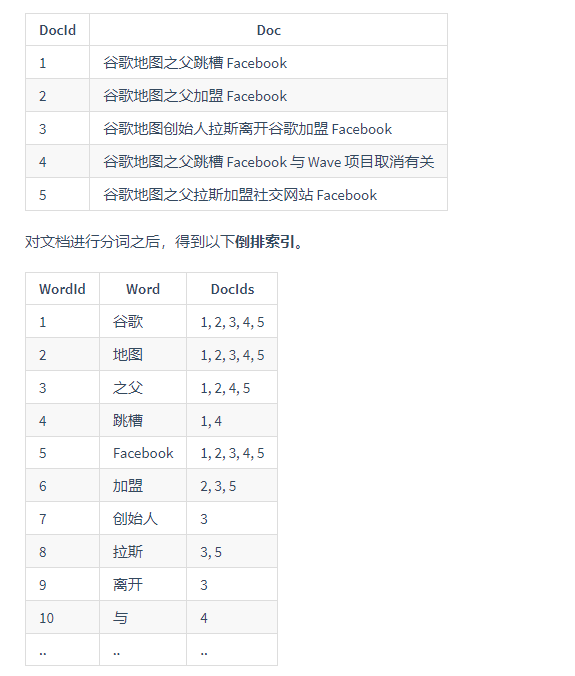 DocId Doc
1 谷歌地图之父跳槽 Facebook
2 谷歌地图之父加盟 Facebook
3 谷歌地图创始人拉斯离开谷歌加盟 Facebook
4 谷歌地图之父跳槽 Facebook 与 Wave 项目取消有关
5 谷歌地图之父拉斯加盟社交网站 Facebook
对文档进行分词之后，得到以下倒排索引。
WordId Word DocIds
1 谷歌 1, 2, 3, 4, 5
2 地图 1, 2, 3, 4, 5
3 之父 1, 2, 4, 5
4 跳槽 1, 4
5 Facebook 1, 2, 3, 4, 5
6 加盟 2, 3, 5
7 创始人 3
8 拉斯 3, 5
9 离开 3
10 与 4
.. .. ..